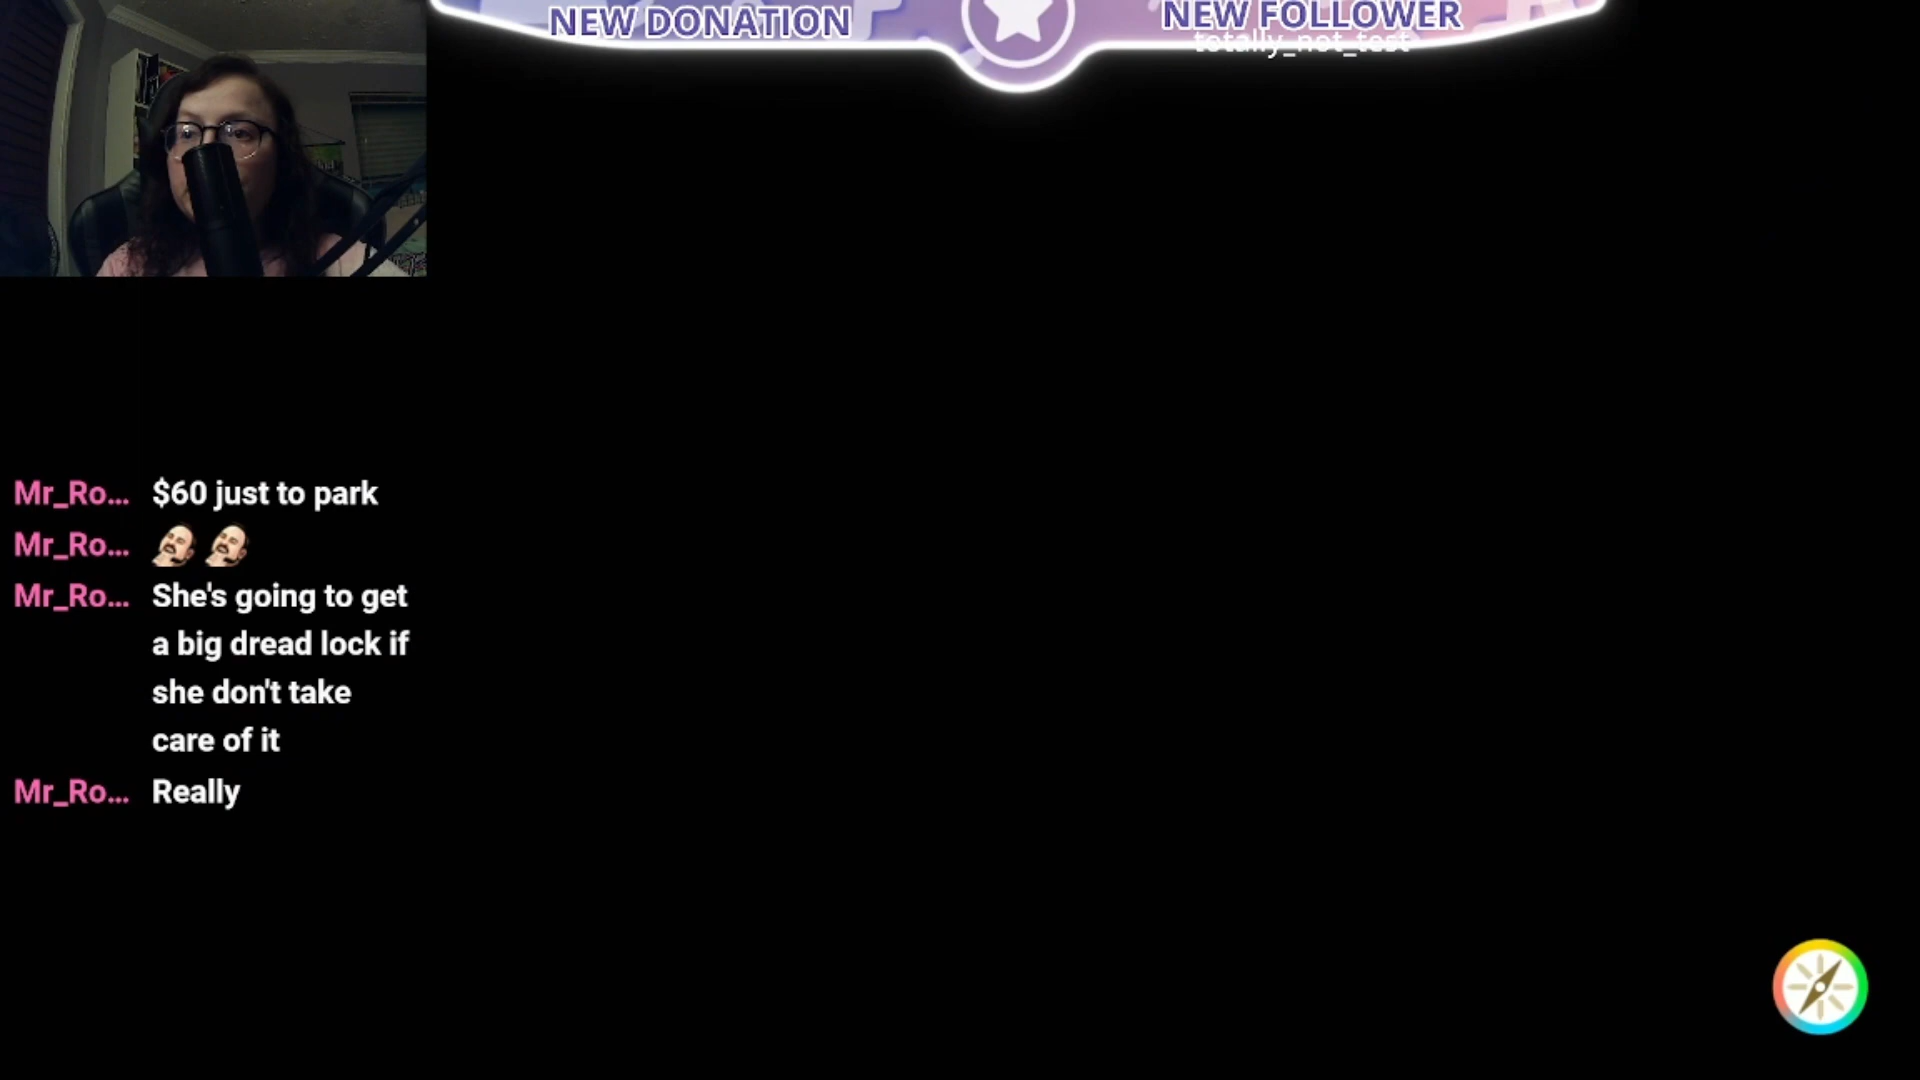 NEW DONATION
NEW FOLLOWER
totally_not_test
Mr_Ro... $60 just to park
Mr_Ro...
Mr_Ro... She's going to get
a big dread lock if
she don't take
care of it
Mr_Ro... Really